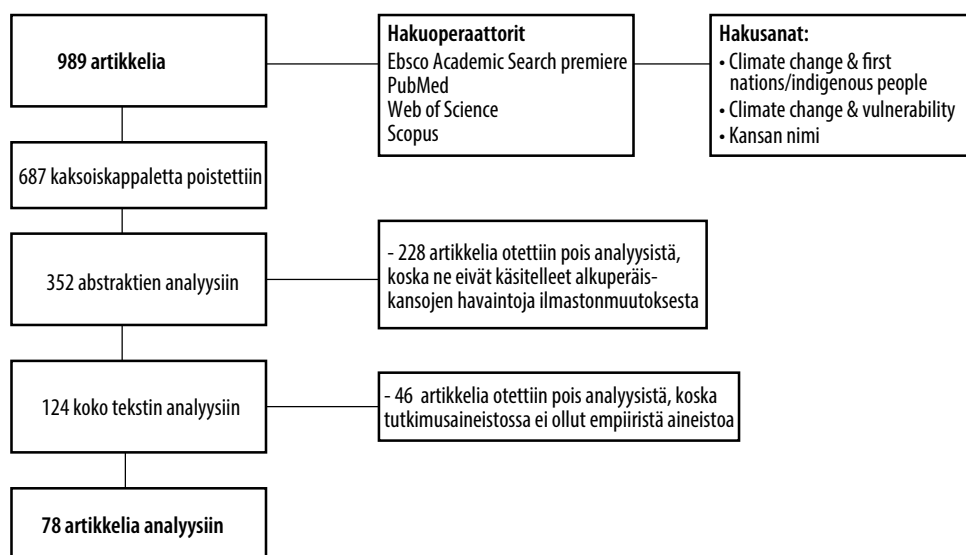 989 artikkelia
Hakuoperaattorit
Ebsco Academic Search premiere
PubMed
Web of Science
Scopus
Hakusanat:
• Climate change & first
nations/indigenous people
• Climate change & vulnerability
• Kansan nimi
687 kaksoiskappaletta poistettiin
352 abstraktien analyysiin
- 228 artikkelia otettiin pois analyysistä,
koska ne eivät käsitelleet alkuperäis-
kansojen havaintoja ilmastonmuutoksesta
124 koko tekstin analyysiin
- 46 artikkelia otettiin pois analyysistä, koska
tutkimusaineistossa ei ollut empiiristä aineistoa
78 artikkelia analyysiin